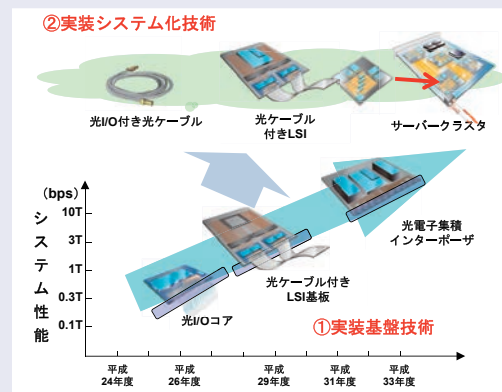 ②実装システム化技術
光I/O付き光ケーブル
光ケーブル
付きLSI
サーバークラスタ
(bps)
システム性能
10T
3T
1T
0.3T
0.1T
光電子集積
インターポーザ
光ケーブル付き
LSI基板
光I/Oコア
①実装基盤技術
平成
24年度
平成
26年度
平成
29年度
平成
31年度
平成
33年度